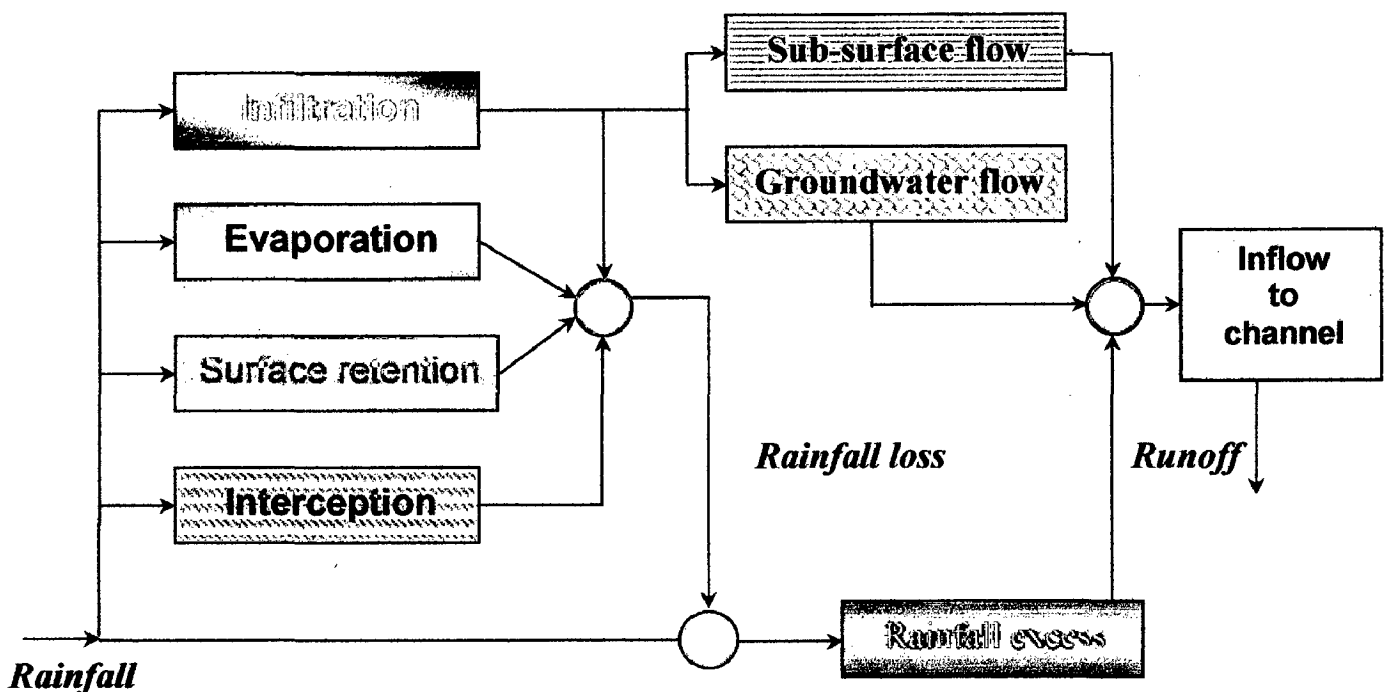 Sub-surface flow
Infiltration
Groundwater flow
Evaporation
Inflow
to
channel
Surface retention
Rainfall loss
Runoff
Interception
Rainfall excess
Rainfall